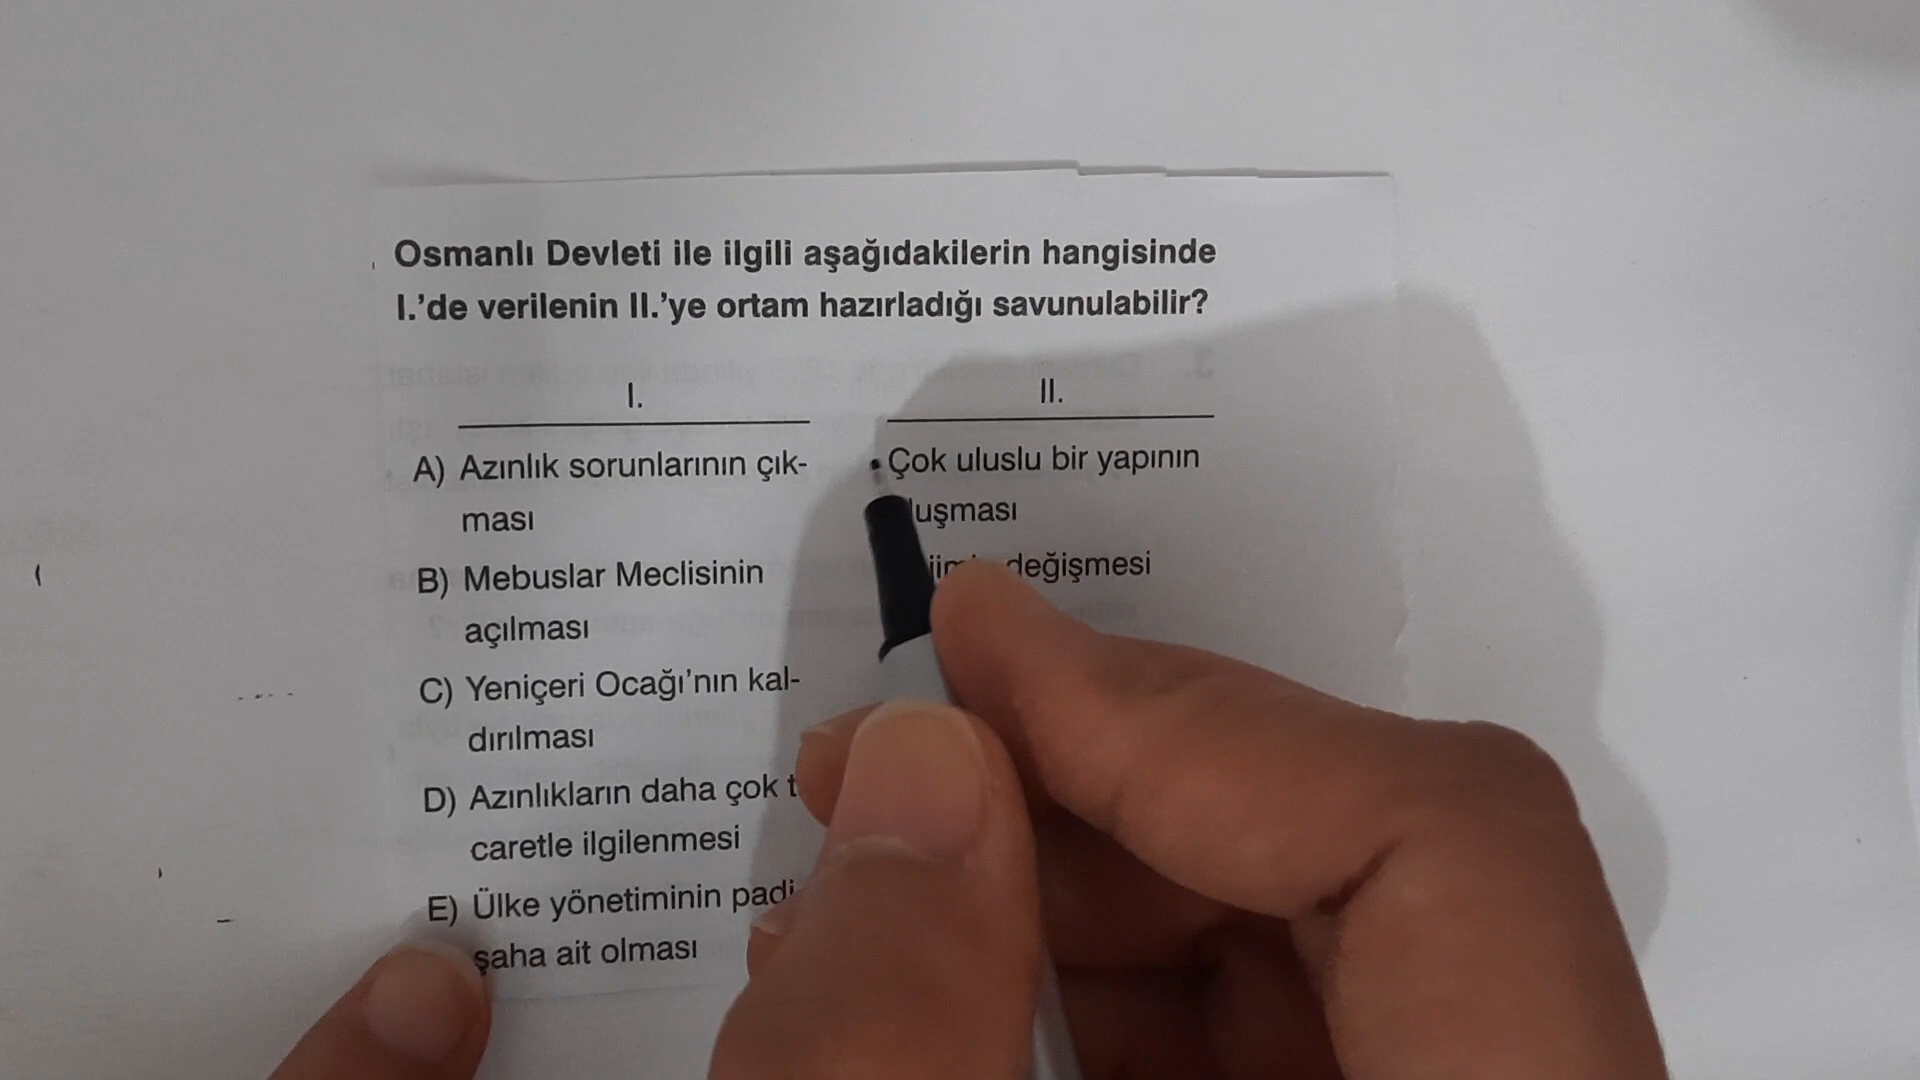 Osmanlı Devleti ile ilgili aşağıdakilerin hangisinde
I.'de verilenin II.'ye ortam hazırladığı savunulabilir?
I. II.
A) Azınlık sorunlarının çık- Çok uluslu bir yapının
ması luşması
B) Mebuslar Meclisinin değişmesi
açılması
C) Yeniçeri Ocağı'nın kal-
dırılması
D) Azınlıkların daha çok t
caretle ilgilenmesi
E) Ülke yönetiminin padi
şaha ait olması